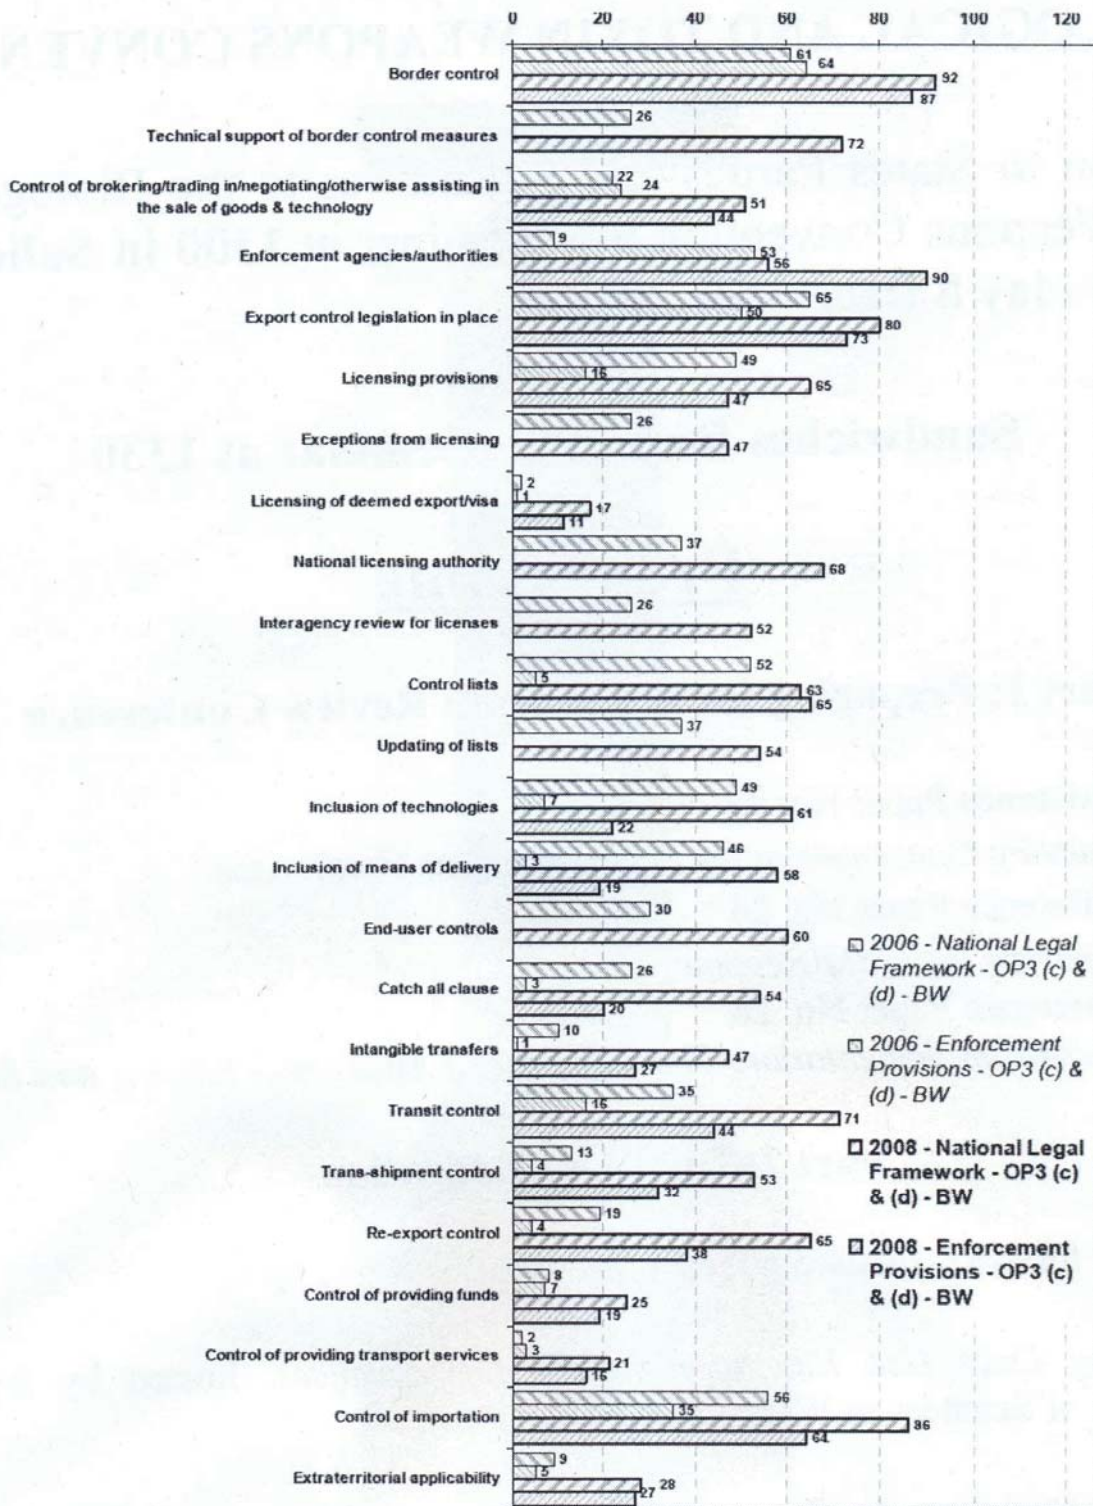 0 20 40 60 80 100 120
Border control
61
64
92
87
Technical support of border control measures
26
72
Control of brokering/trading in/negotiating/otherwise assisting in
the sale of goods & technology
22
24
51
44
Enforcement agencies/authorities
9
53
56
90
Export control legislation in place
65
50
80
73
Licensing provisions
49
16
65
47
Exceptions from licensing
26
47
Licensing of deemed export/visa
2
1
17
11
National licensing authority
37
68
Interagency review for licenses
26
52
Control lists
52
5
63
65
Updating of lists
37
54
Inclusion of technologies
49
7
61
22
Inclusion of means of delivery
46
3
58
19
End-user controls
30
60
Catch all clause
26
3
54
20
Intangible transfers
10
1
47
27
Transit control
35
16
71
44
Trans-shipment control
13
4
53
32
Re-export control
19
4
65
38
Control of providing funds
8
7
25
19
Control of providing transport services
2
3
21
16
Control of importation
56
35
86
64
Extraterritorial applicability
9
5
28
27
2006 - National Legal
Framework - OP3 (c) &
(d) - BW
2006 - Enforcement
Provisions - OP3 (c) &
(d) - BW
2008 - National Legal
Framework - OP3 (c)
& (d) - BW
2008 - Enforcement
Provisions - OP3 (c)
& (d) - BW